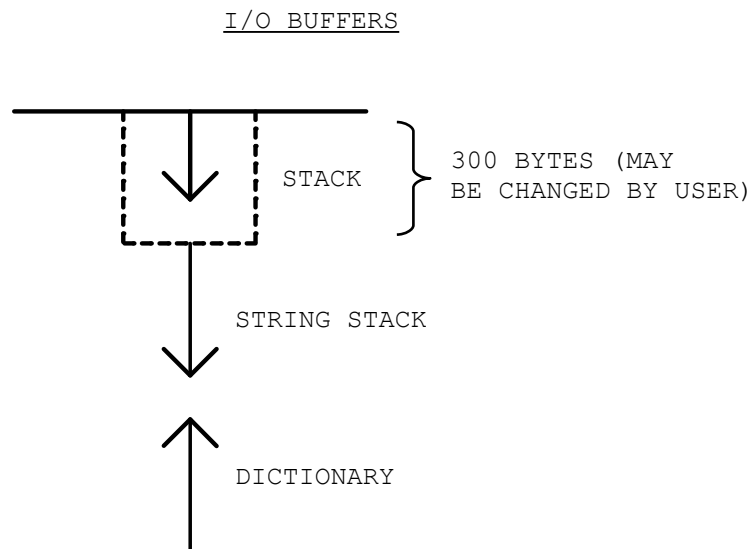 I/O BUFFERS
300 BYTES (MAY
BE CHANGED BY USER)
STACK
STRING STACK
DICTIONARY